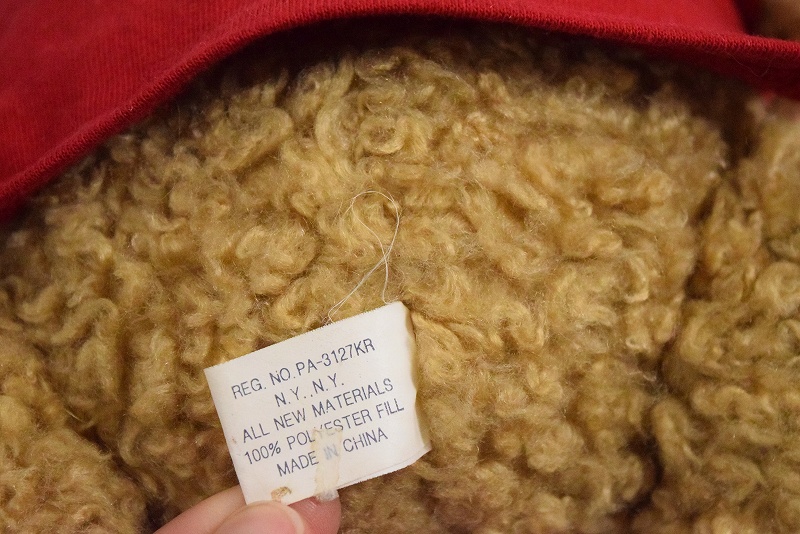 REG. NO. PA-3127KR
N.Y., N.Y.
ALL NEW MATERIALS
100% POLYESTER FILL
MADE IN CHINA